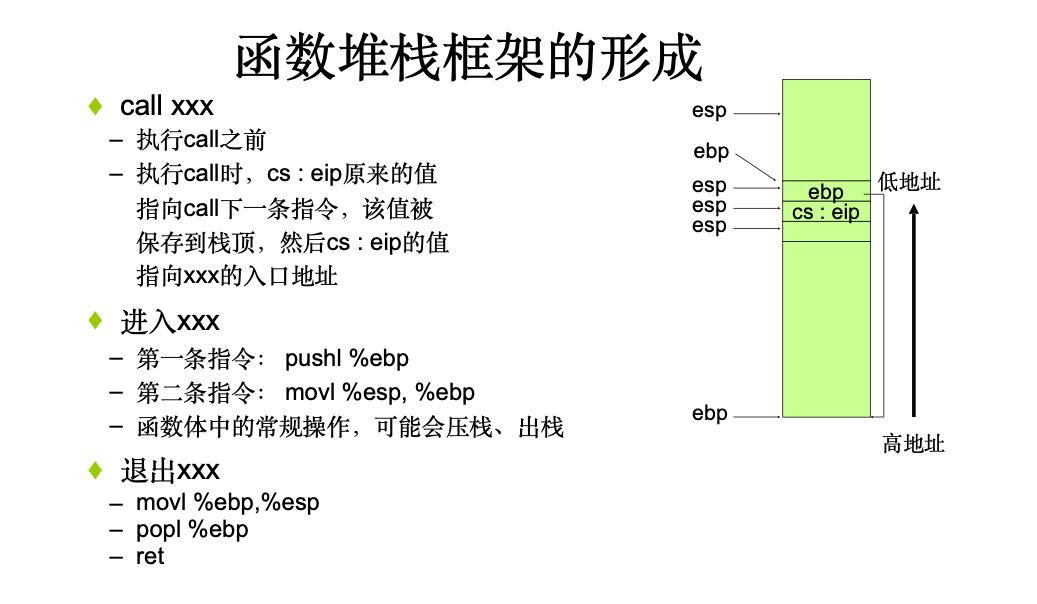 函数堆栈框架的形成
call xxx
– 执行call之前
– 执行call时，cs : eip原来的值
指向call下一条指令，该值被
保存到栈顶，然后cs : eip的值
指向xxx的入口地址
进入xxx
– 第一条指令： pushl %ebp
– 第二条指令： movl %esp, %ebp
– 函数体中的常规操作，可能会压栈、出栈
退出xxx
– movl %ebp,%esp
– popl %ebp
– ret
esp
ebp
esp
esp
esp
ebp
ebp
cs : eip
低地址
高地址